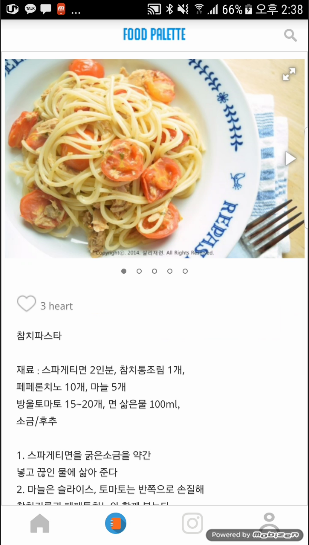 66% 오후 2:38
FOOD PALETTE
REPAS
Copyright©. 2014.
All Rights Reserved.
3 heart
참치파스타
재료 : 스파게티면 2인분, 참치통조림 1개,
페페론치노 10개, 마늘 5개
방울토마토 15~20개, 면 삶은물 100ml,
소금/후추
1. 스파게티면을 굵은소금을 약간
넣고 끓인 물에 삶아 준다
2. 마늘은 슬라이스, 토마토는 반쪽으로 손질해
Powered by Mobizen